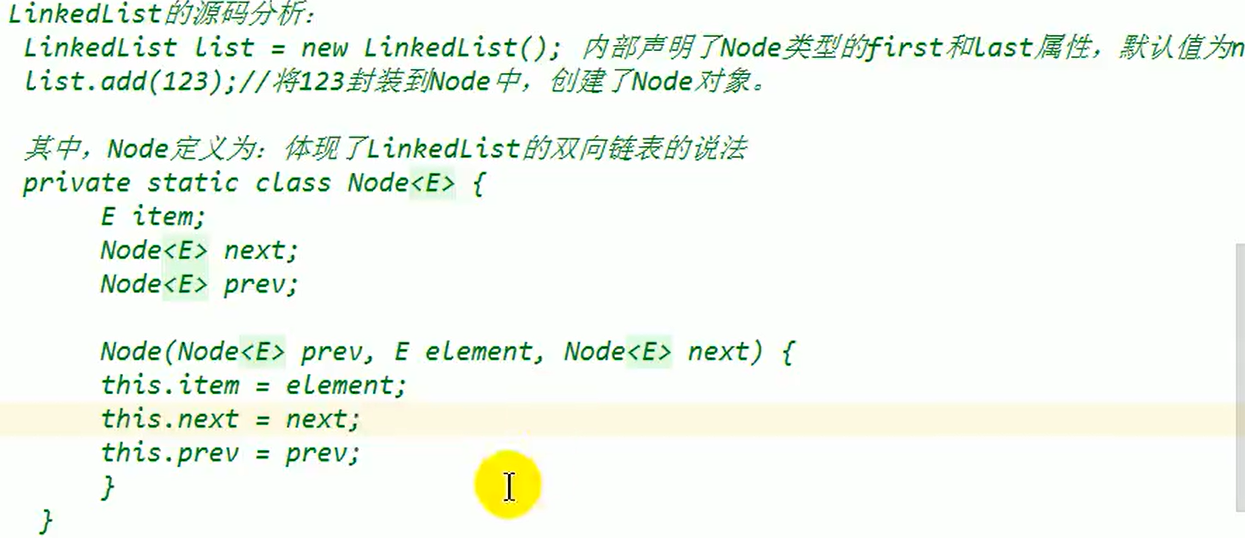 LinkedList的源码分析：
LinkedList list = new LinkedList(); 内部声明了Node类型的first和last属性，默认值为n
list.add(123);//将123封装到Node中，创建了Node对象。
其中，Node定义为：体现了LinkedList的双向链表的说法
private static class Node<E> {
E item;
Node<E> next;
Node<E> prev;
Node(Node<E> prev, E element, Node<E> next) {
this.item = element;
this.next = next;
this.prev = prev;
}
}